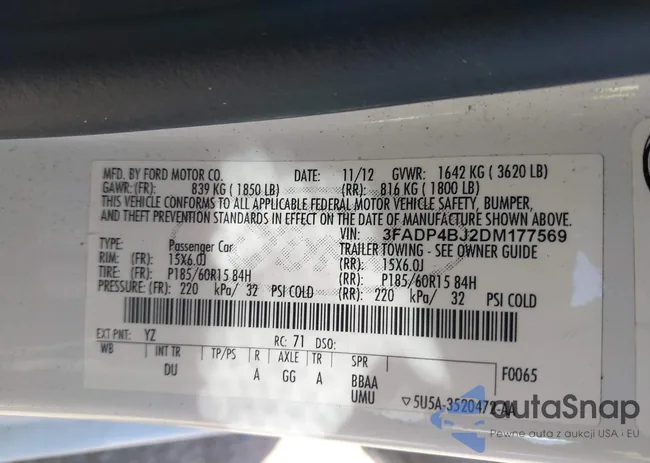 MFD. BY FORD MOTOR CO. DATE: 11/12 GVWR: 1642 KG ( 3620 LB)
GAWR: (FR): 839 KG ( 1850 LB) (RR): 816 KG ( 1800 LB)
THIS VEHICLE CONFORMS TO ALL APPLICABLE FEDERAL MOTOR VEHICLE SAFETY, BUMPER,
AND THEFT PREVENTION STANDARDS IN EFFECT ON THE DATE OF MANUFACTURE SHOWN ABOVE.
VIN: 3FADP4BJ2DM177569
TYPE: Passenger Car TRAILER TOWING - SEE OWNER GUIDE
RIM: (FR): 15X6.0J (RR): 15X6.0J
TIRE: (FR): P185/60R15 84H (RR): P185/60R15 84H
PRESSURE: (FR): 220 kPa/ 32 PSI COLD (RR): 220 kPa/ 32 PSI COLD
EXT PNT: YZ RC: 71 DSO:
WB INT TR TP/PS R AXLE TR SPR F0065
DU A GG A BBAA
UMU ▽5U5A-3520472-AA
autaSnap
Pewne auta z aukcji USA i EU